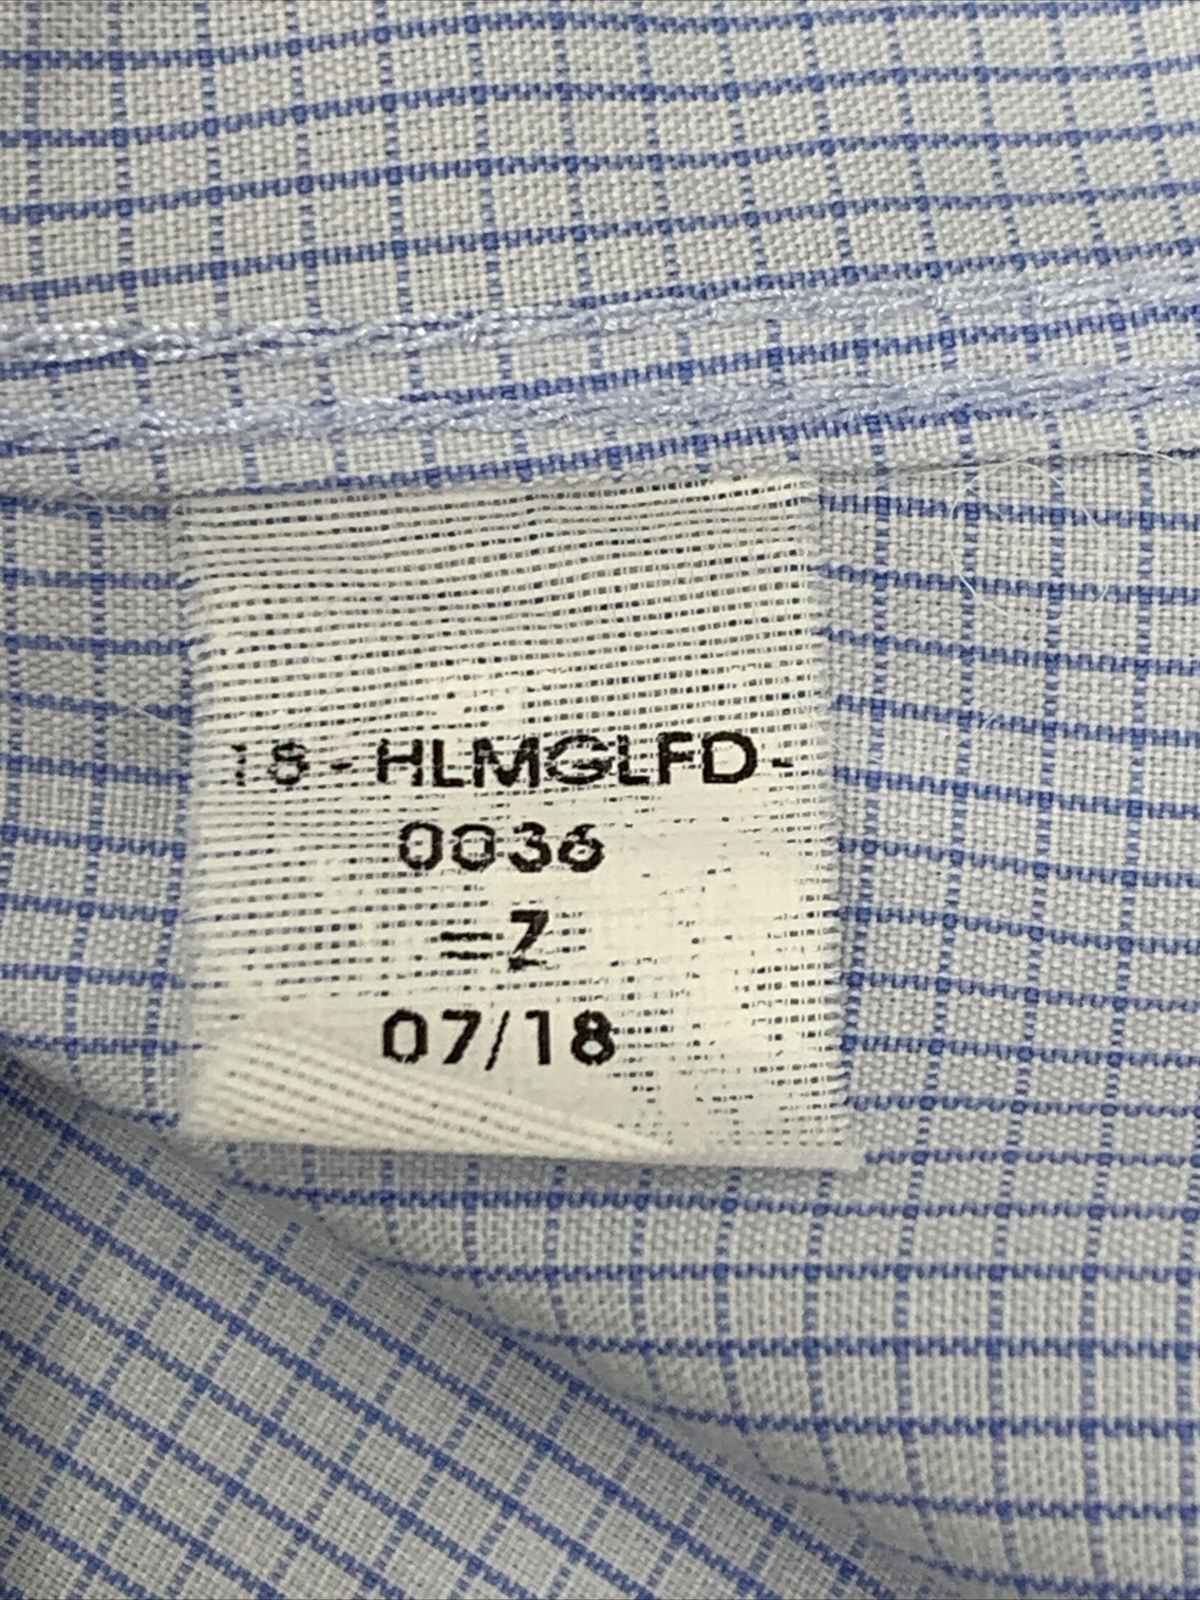 18-HLMGLFD-
0036
=Z
07/18